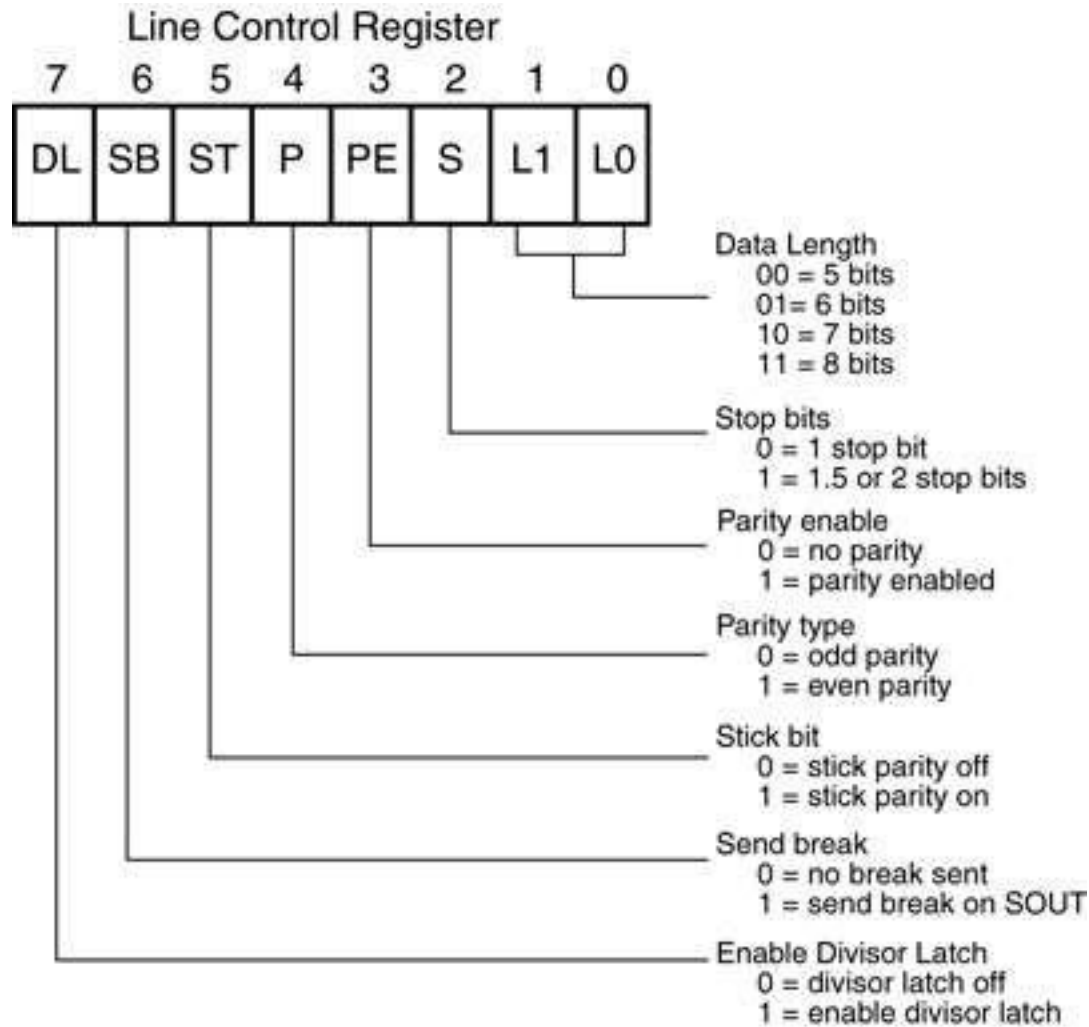 Line Control Register
7 6 5 4 3 2 1 0
DL SB ST P PE S L1 L0
Data Length
00 = 5 bits
01= 6 bits
10 = 7 bits
11 = 8 bits
Stop bits
0 = 1 stop bit
1 = 1.5 or 2 stop bits
Parity enable
0 = no parity
1 = parity enabled
Parity type
0 = odd parity
1 = even parity
Stick bit
0 = stick parity off
1 = stick parity on
Send break
0 = no break sent
1 = send break on SOUT
Enable Divisor Latch
0 = divisor latch off
1 = enable divisor latch